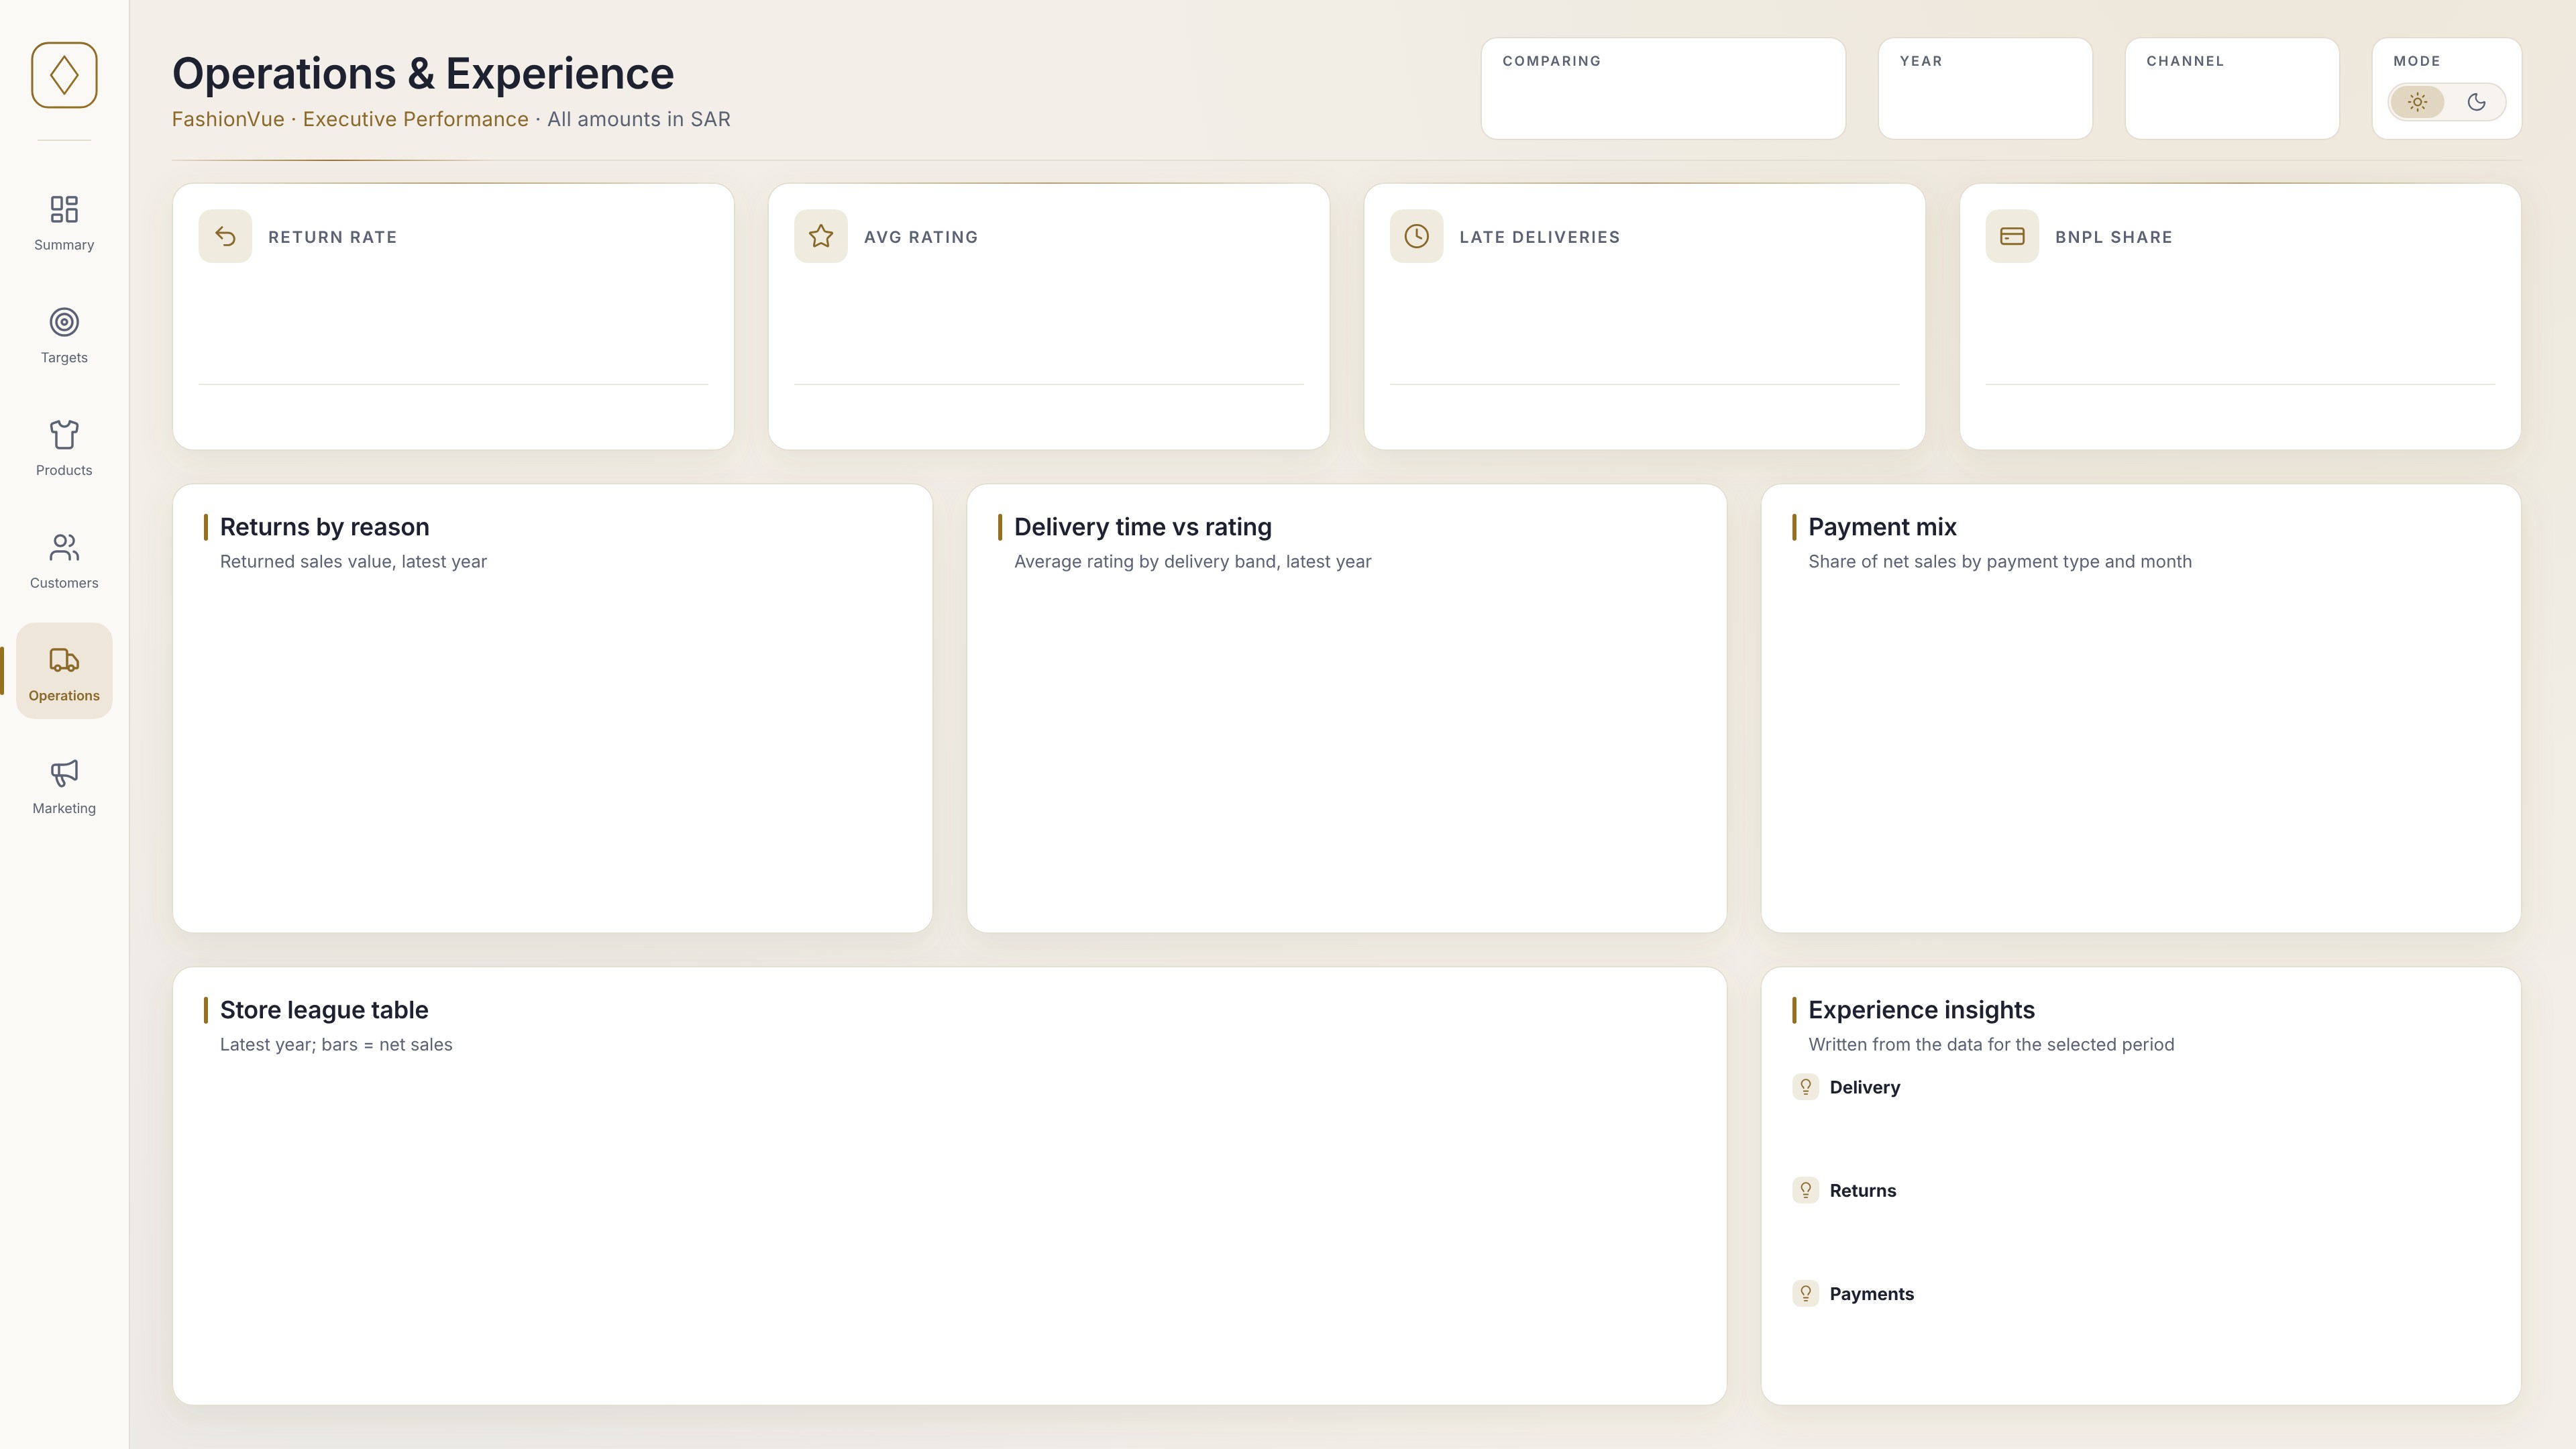 Operations & Experience
FashionVue · Executive Performance · All amounts in SAR
COMPARING
YEAR
CHANNEL
MODE
Summary
Targets
Products
Customers
Operations
Marketing
RETURN RATE
AVG RATING
LATE DELIVERIES
BNPL SHARE
Returns by reason
Returned sales value, latest year
Delivery time vs rating
Average rating by delivery band, latest year
Payment mix
Share of net sales by payment type and month
Store league table
Latest year; bars = net sales
Experience insights
Written from the data for the selected period
Delivery
Returns
Payments